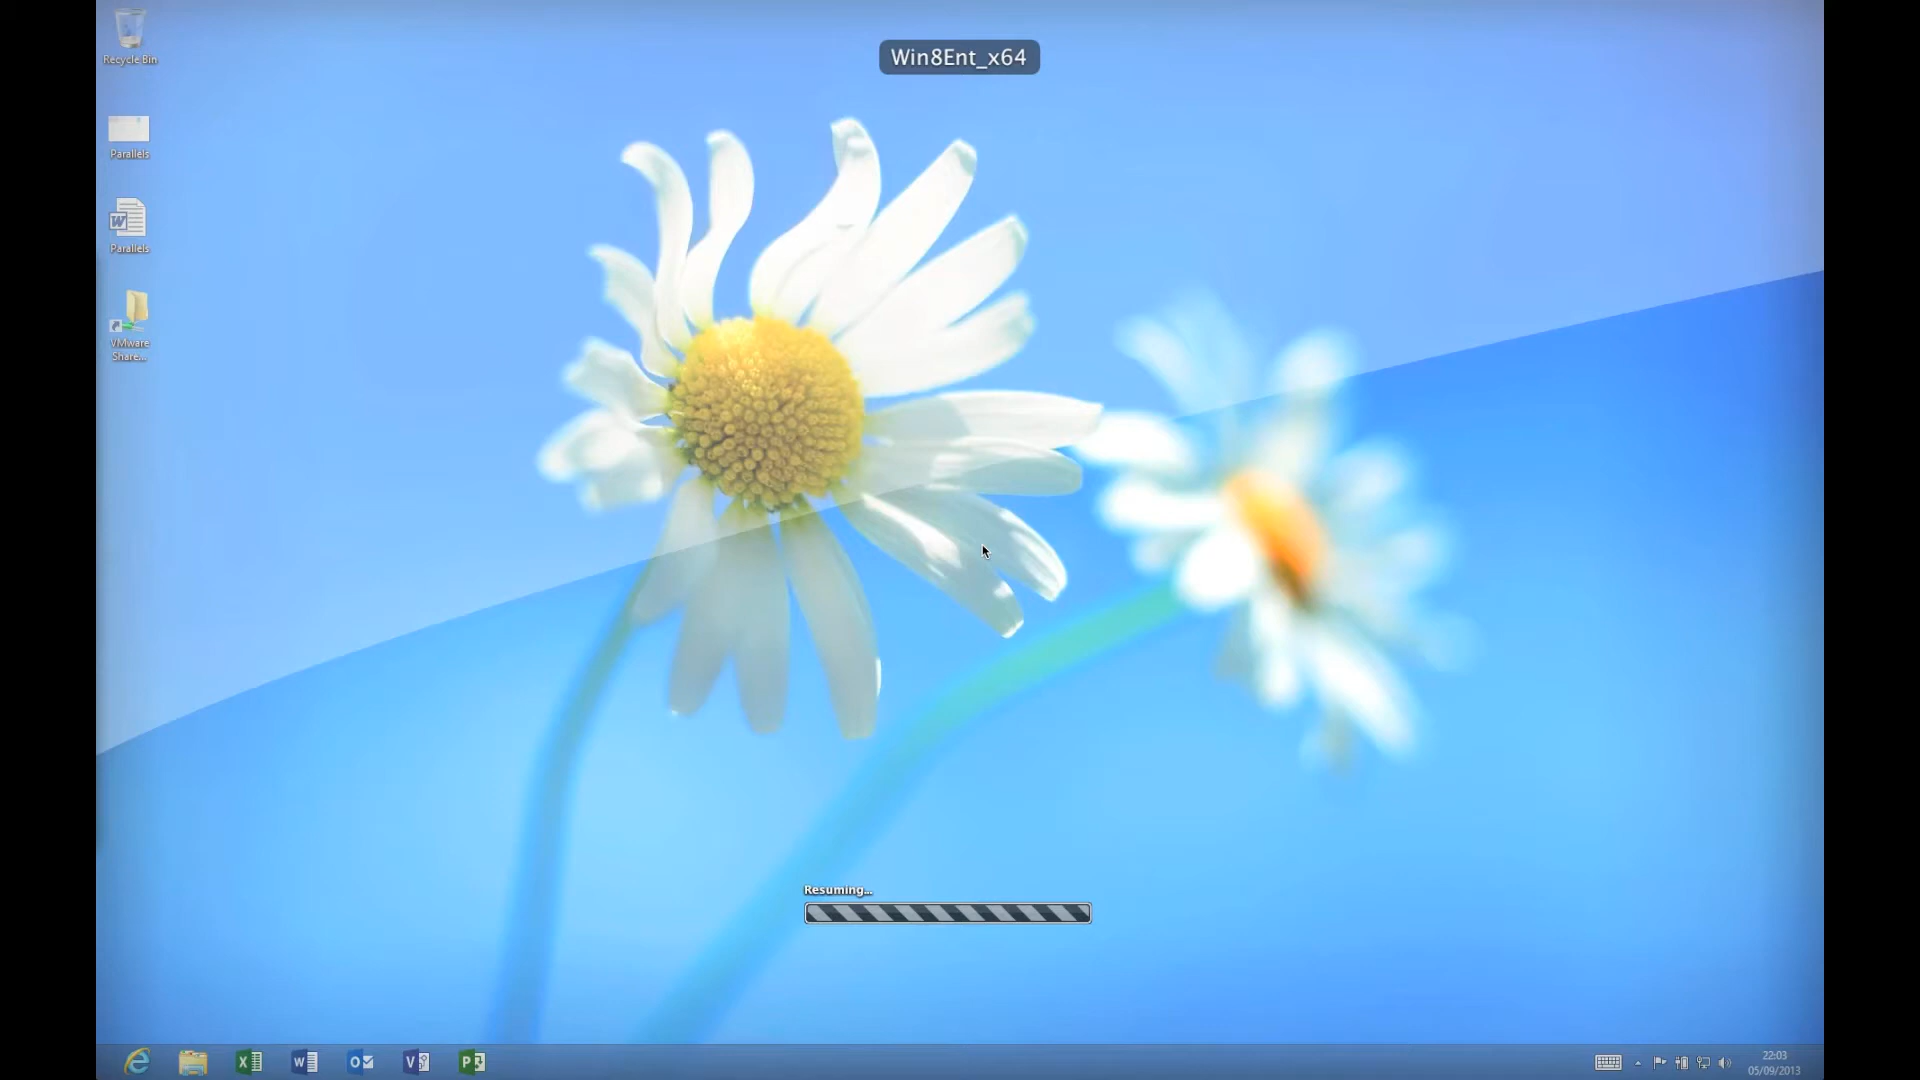 Recycle Bin
Win8Ent_x64
Parallels
W
Parallels
VMware
Share...
Resuming...
X
W
O
V
P
22:03
05/09/2013